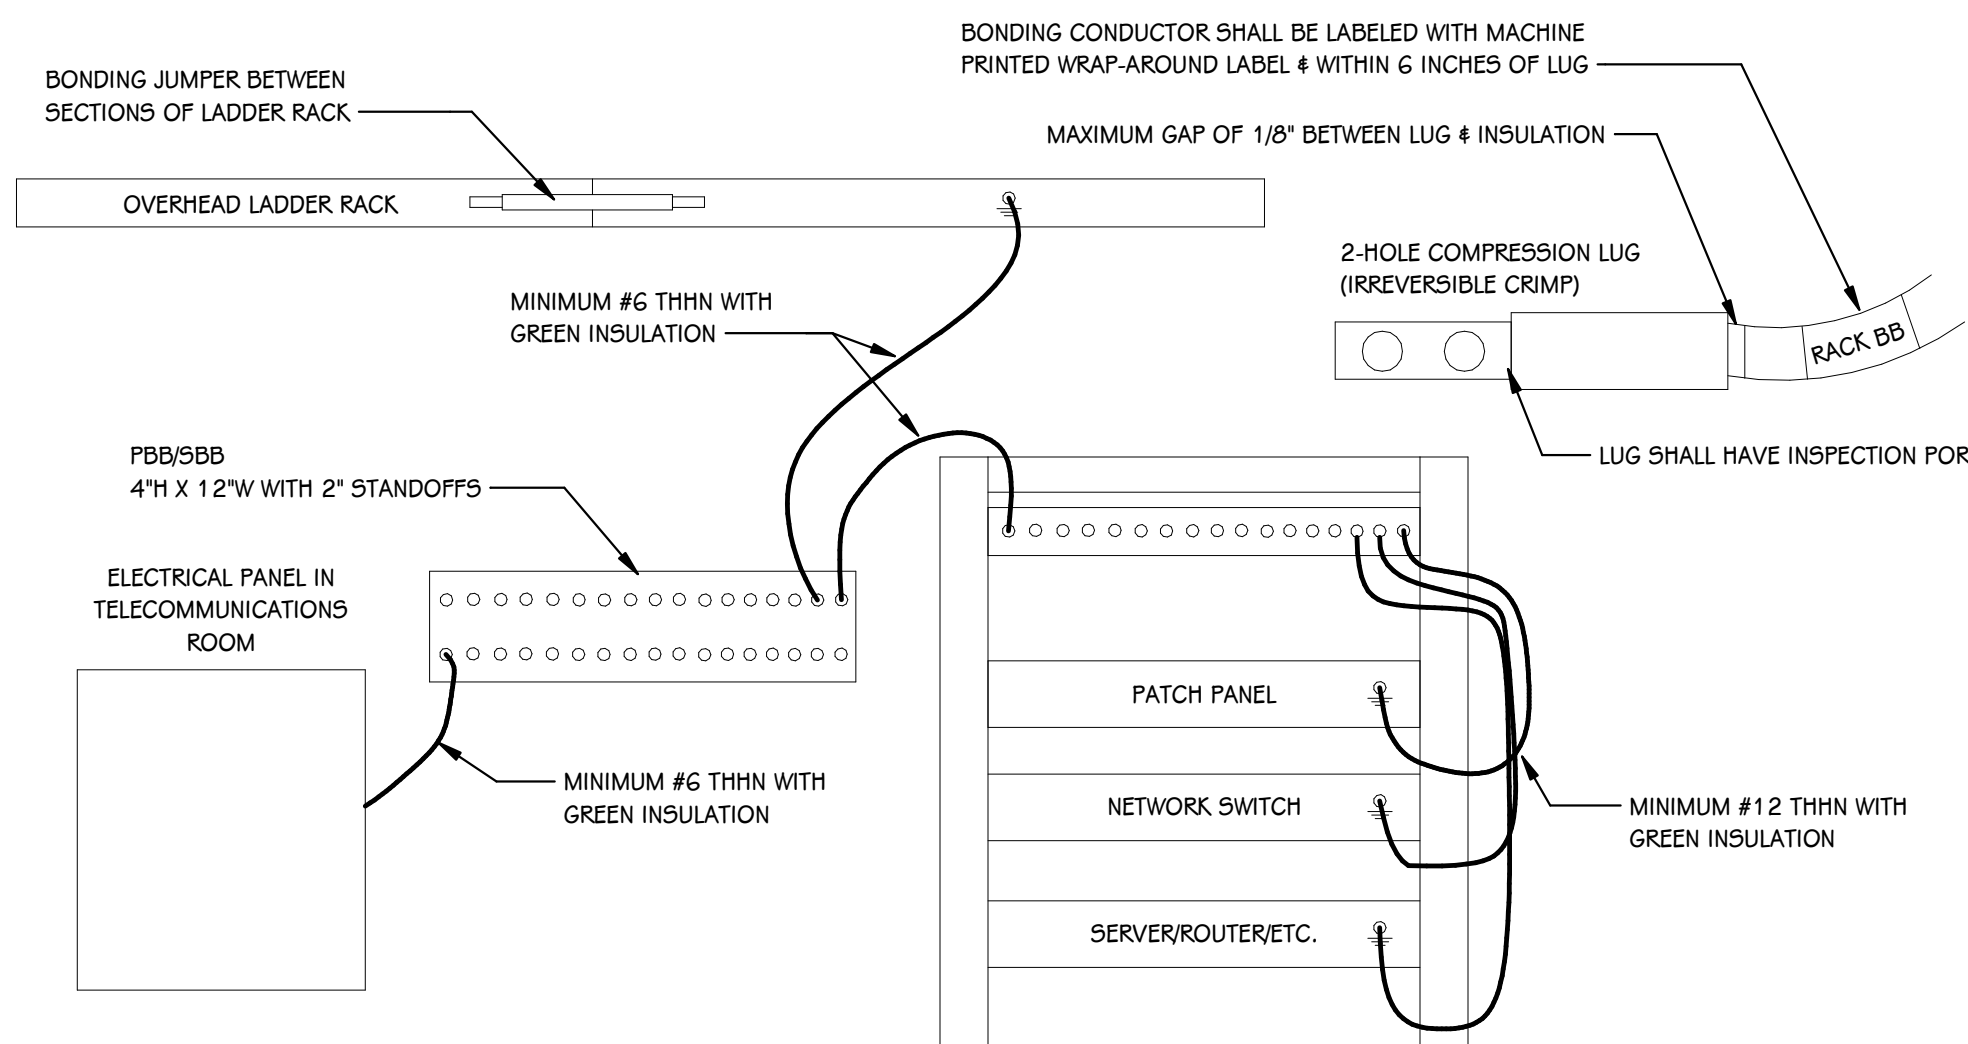 BONDING CONDUCTOR SHALL BE LABELED WITH MACHINE
PRINTED WRAP-AROUND LABEL & WITHIN 6 INCHES OF LUG
BONDING JUMPER BETWEEN
SECTIONS OF LADDER RACK
MAXIMUM GAP OF 1/8" BETWEEN LUG & INSULATION
OVERHEAD LADDER RACK
2-HOLE COMPRESSION LUG
(IRREVERSIBLE CRIMP)
MINIMUM #6 THHN WITH
GREEN INSULATION
RACK BB
PBB/SBB
4"H X 12"W WITH 2" STANDOFFS
LUG SHALL HAVE INSPECTION POR
ELECTRICAL PANEL IN
TELECOMMUNICATIONS
ROOM
PATCH PANEL
MINIMUM #6 THHN WITH
GREEN INSULATION
NETWORK SWITCH
MINIMUM #12 THHN WITH
GREEN INSULATION
SERVER/ROUTER/ETC.